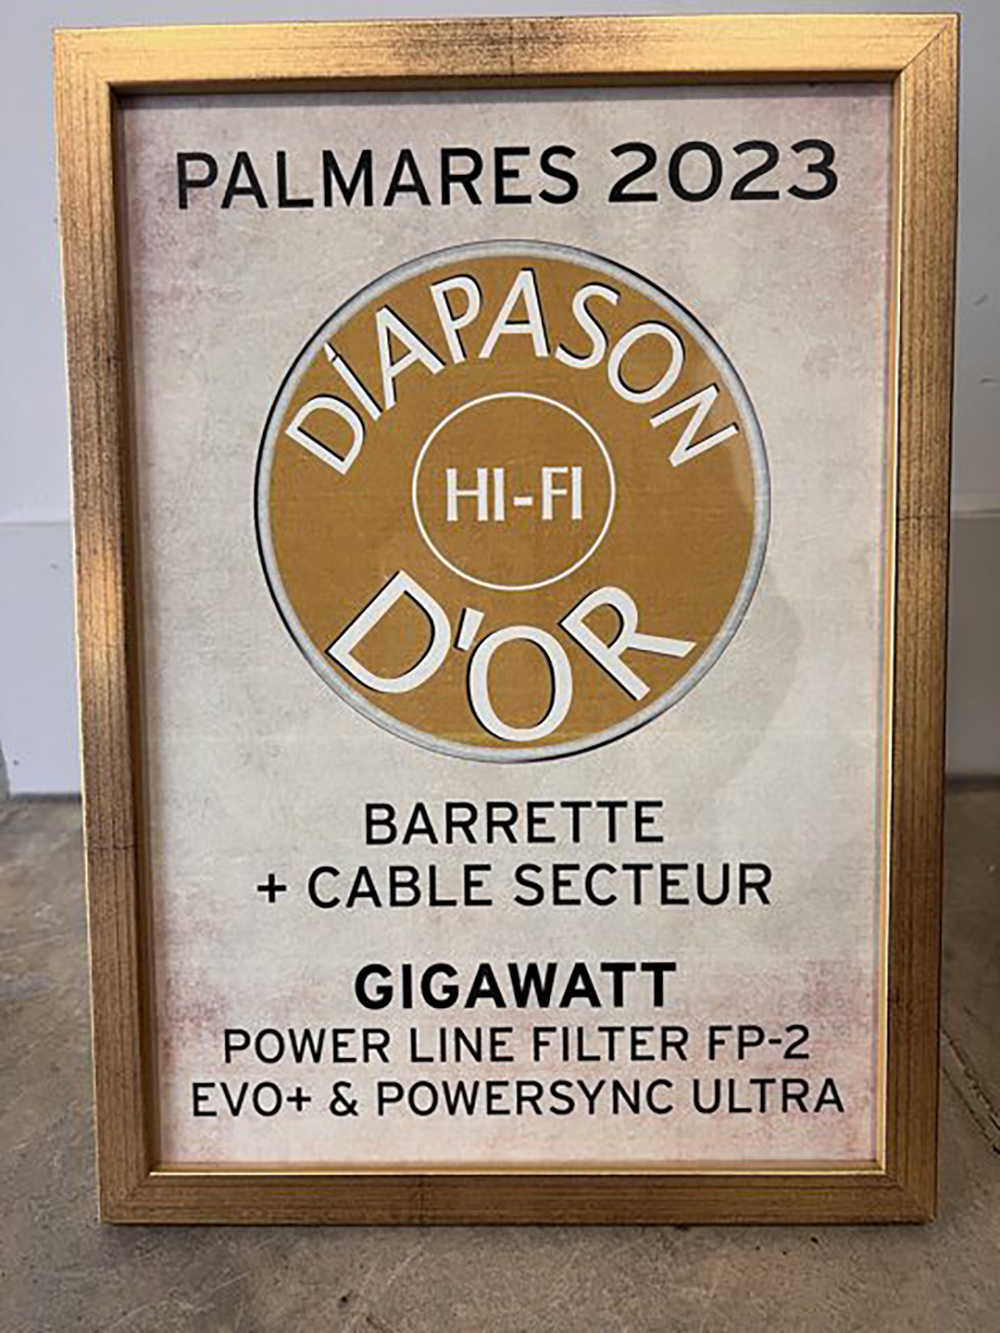 PALMARES 2023
DIAPASON
HI-FI
D'OR
BARRETTE
+ CABLE SECTEUR
GIGAWATT
POWER LINE FILTER FP-2
EVO+ & POWERSYNC ULTRA